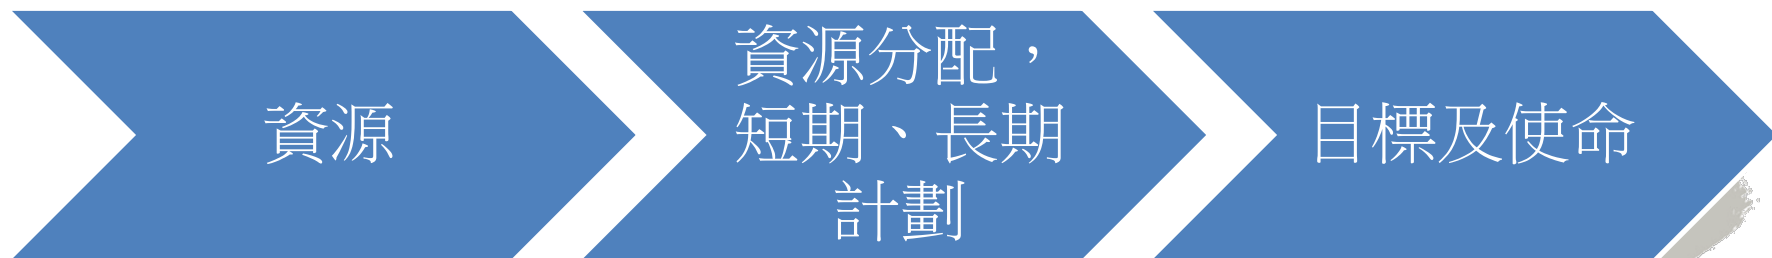 資源
資源分配，
短期、長期
計劃
目標及使命